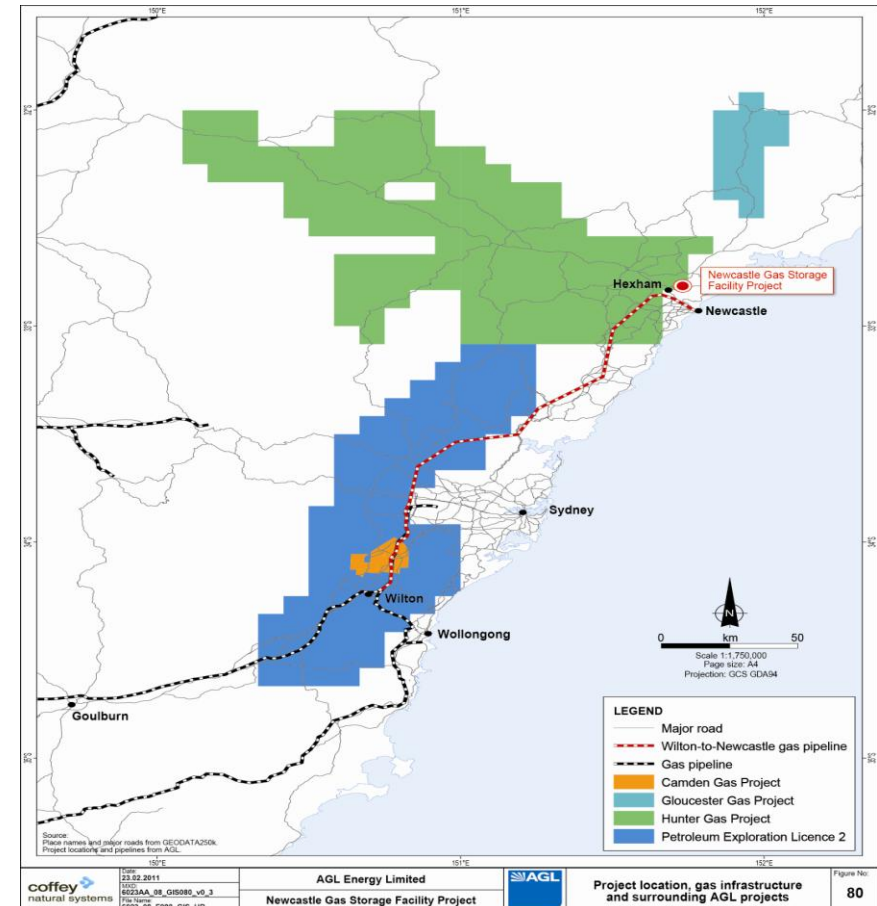 150°E
151°E
152°E
32°S
33°S
34°S
35°S
Newcastle Gas Storage
Facility Project
Hexham
Newcastle
Sydney
Wilton
Wollongong
Goulburn
N
0 km 50
Scale 1:1,750,000
Page size: A4
Projection: GCS GDA94
LEGEND
Major road
Wilton-to-Newcastle gas pipeline
Gas pipeline
Camden Gas Project
Gloucester Gas Project
Hunter Gas Project
Petroleum Exploration Licence 2
Source:
Place names and major roads from GEODATA250k.
Project locations and pipelines from AGL.
coffey
natural systems
Date:
23.02.2011
MXD:
6023AA_08_GIS080_v0_3
File Name:
AGL Energy Limited
Newcastle Gas Storage Facility Project
AGL
Project location, gas infrastructure
and surrounding AGL projects
Figure No:
80